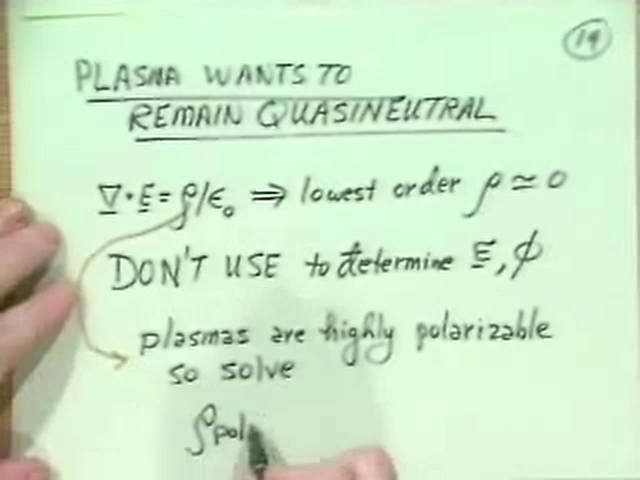 19
PLASMA WANTS TO
REMAIN QUASINEUTRAL
∇·E = ρ/ϵ₀ ⇒ lowest order ρ ≃ 0
DON'T USE to determine E, ϕ
plasmas are highly polarizable
so solve
ρpol